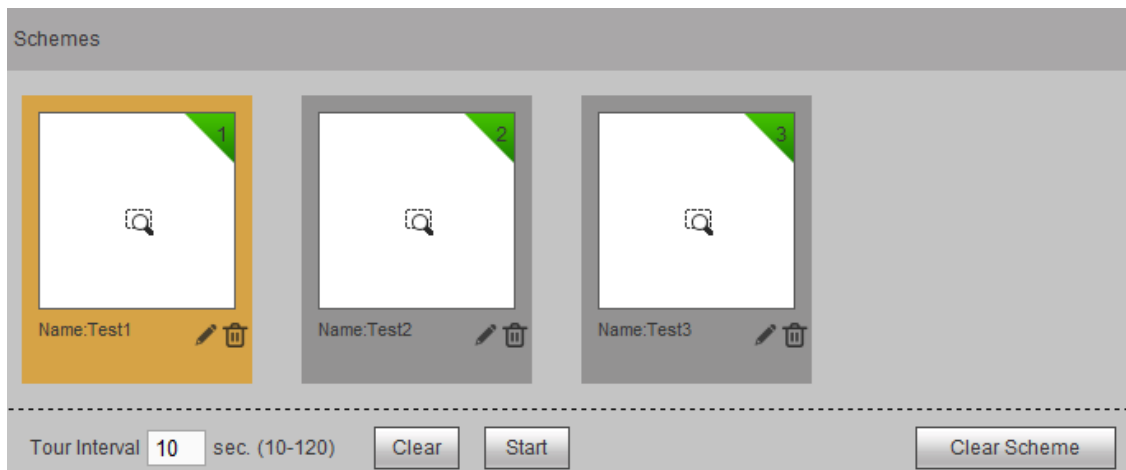 Schemes
1
2
3
Name:Test1
Name:Test2
Name:Test3
Tour Interval 10 sec. (10-120) Clear Start Clear Scheme